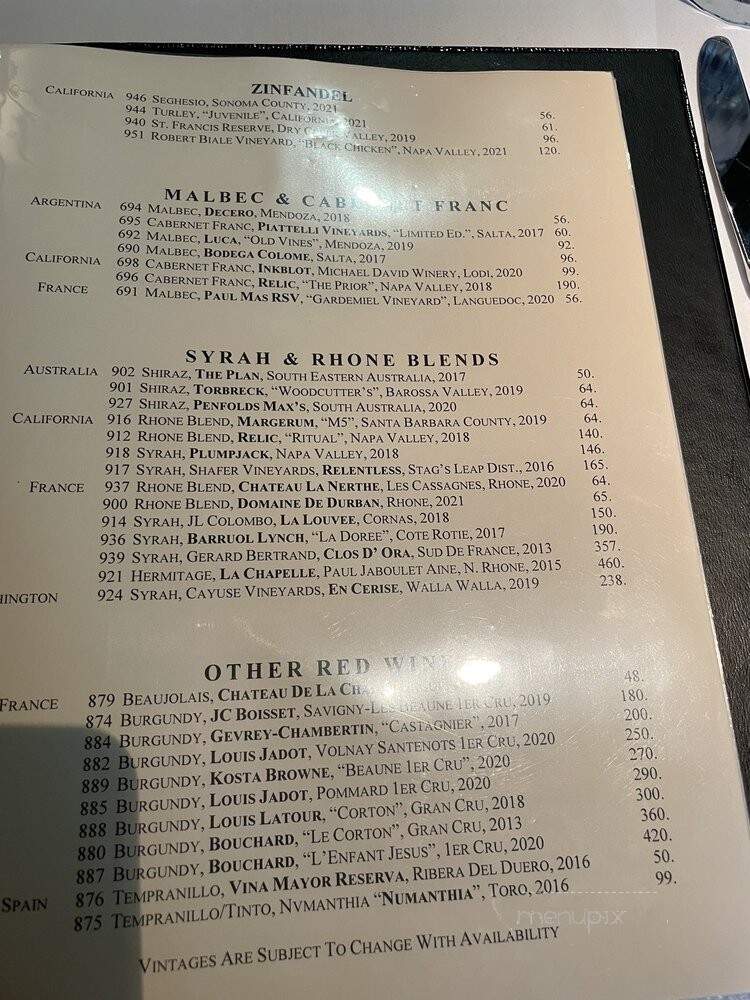 ZINFANDEL
CALIFORNIA 946 SEGHESIO, SONOMA COUNTY, 2021 56.
944 TURLEY, "JUVENILE", CALIFORNIA, 2021 61.
940 ST. FRANCIS RESERVE, DRY CREEK VALLEY, 2019 96.
951 ROBERT BIALE VINEYARD, "BLACK CHICKEN", NAPA VALLEY, 2021 120.
MALBEC & CABERNET FRANC
ARGENTINA 694 MALBEC, DECERO, MENDOZA, 2018 56.
695 CABERNET FRANC, PIATTELLI VINEYARDS, "LIMITED ED.", SALTA, 2017 60.
692 MALBEC, LUCA, "OLD VINES", MENDOZA, 2019 92.
690 MALBEC, BODEGA COLOME, SALTA, 2017 96.
CALIFORNIA 698 CABERNET FRANC, INKBLOT, MICHAEL DAVID WINERY, LODI, 2020 99.
696 CABERNET FRANC, RELIC, "THE PRIOR", NAPA VALLEY, 2018 190.
FRANCE 691 MALBEC, PAUL MAS RSV, "GARDEMIEL VINEYARD", LANGUEDOC, 2020 56.
SYRAH & RHONE BLENDS
AUSTRALIA 902 SHIRAZ, THE PLAN, SOUTH EASTERN AUSTRALIA, 2017 50.
901 SHIRAZ, TORBRECK, "WOODCUTTER'S", BAROSSA VALLEY, 2019 64.
927 SHIRAZ, PENFOLDS MAX'S, SOUTH AUSTRALIA, 2020 64.
CALIFORNIA 916 RHONE BLEND, MARGERUM, "M5", SANTA BARBARA COUNTY, 2019 64.
912 RHONE BLEND, RELIC, "RITUAL", NAPA VALLEY, 2018 140.
918 SYRAH, PLUMPJACK, NAPA VALLEY, 2018 146.
917 SYRAH, SHAFER VINEYARDS, RELENTLESS, STAG'S LEAP DIST., 2016 165.
FRANCE 937 RHONE BLEND, CHATEAU LA NERTHE, LES CASSAGNES, RHONE, 2020 64.
900 RHONE BLEND, DOMAINE DE DURBAN, RHONE, 2021 65.
914 SYRAH, JL COLOMBO, LA LOUVEE, CORNAS, 2018 150.
936 SYRAH, BARRUOL LYNCH, "LA DOREE", COTE ROTIE, 2017 190.
939 SYRAH, GERARD BERTRAND, CLOS D' ORA, SUD DE FRANCE, 2013 357.
921 HERMITAGE, LA CHAPELLE, PAUL JABOULET AINE, N. RHONE, 2015 460.
HINGTON 924 SYRAH, CAYUSE VINEYARDS, EN CERISE, WALLA WALLA, 2019 238.
OTHER RED WINE
FRANCE 879 BEAUJOLAIS, CHATEAU DE LA CHA 48.
874 BURGUNDY, JC BOISSET, SAVIGNY-LES BEAUNE 1ER CRU, 2019 180.
884 BURGUNDY, GEVREY-CHAMBERTIN, "CASTAGNIER", 2017 200.
882 BURGUNDY, LOUIS JADOT, VOLNAY SANTENOTS 1ER CRU, 2020 250.
889 BURGUNDY, KOSTA BROWNE, "BEAUNE 1ER CRU", 2020 270.
885 BURGUNDY, LOUIS JADOT, POMMARD 1ER CRU, 2020 290.
888 BURGUNDY, LOUIS LATOUR, "CORTON", GRAN CRU, 2018 300.
880 BURGUNDY, BOUCHARD, "LE CORTON", GRAN CRU, 2013 360.
887 BURGUNDY, BOUCHARD, "L'ENFANT JESUS", 1ER CRU, 2020 420.
SPAIN 876 TEMPRANILLO, VINA MAYOR RESERVA, RIBERA DEL DUERO, 2016 50.
875 TEMPRANILLO/TINTO, NVMANTHIA "NUMANTHIA", TORO, 2016 99.
menupix
VINTAGES ARE SUBJECT TO CHANGE WITH AVAILABILITY